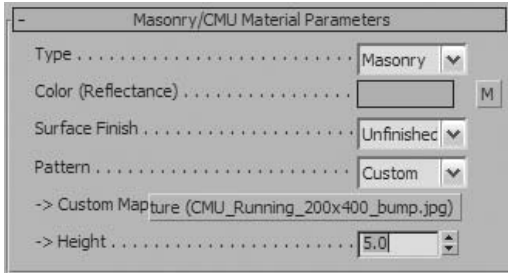 - Masonry/CMU Material Parameters
Type . . . . . . . . . . . . . . . . . . . . . . . . . . Masonry
Color (Reflectance) . . . . . . . . . . . . . . . . M
Surface Finish . . . . . . . . . . . . . . . . . . . . Unfinished
Pattern . . . . . . . . . . . . . . . . . . . . . . . . Custom
-> Custom Map ture (CMU_Running_200x400_bump.jpg)
-> Height . . . . . . . . . . . . . . . . . . . . . . . 5.0